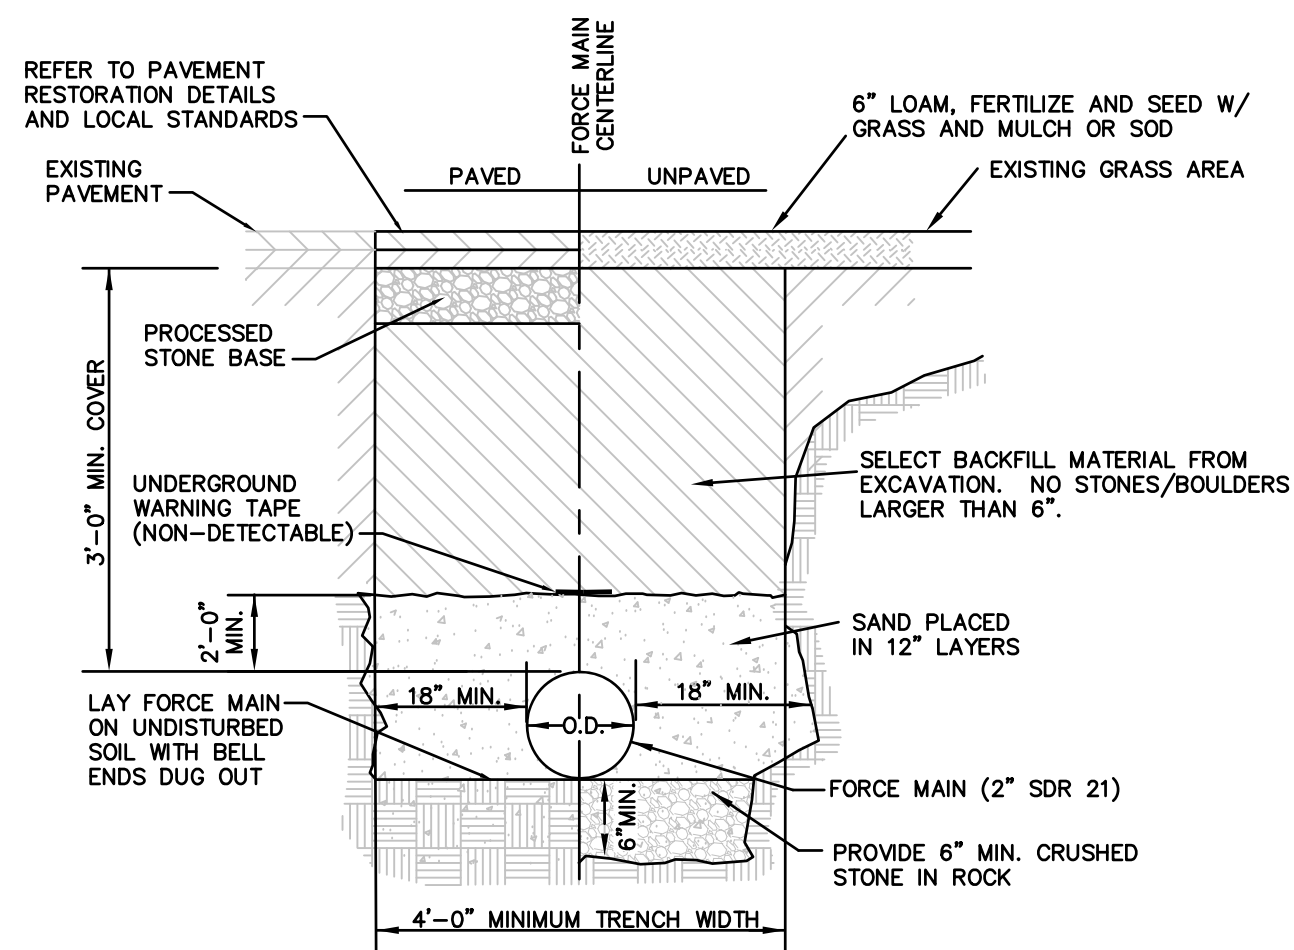 FORCE MAIN
CENTERLINE
REFER TO PAVEMENT
RESTORATION DETAILS
AND LOCAL STANDARDS
6" LOAM, FERTILIZE AND SEED W/
GRASS AND MULCH OR SOD
EXISTING
PAVEMENT
PAVED
UNPAVED
EXISTING GRASS AREA
PROCESSED
STONE BASE
3'-0" MIN. COVER
SELECT BACKFILL MATERIAL FROM
EXCAVATION. NO STONES/BOULDERS
LARGER THAN 6".
UNDERGROUND
WARNING TAPE
(NON-DETECTABLE)
2'-0"
MIN.
SAND PLACED
IN 12" LAYERS
18" MIN.
18" MIN.
O.D.
LAY FORCE MAIN
ON UNDISTURBED
SOIL WITH BELL
ENDS DUG OUT
FORCE MAIN (2" SDR 21)
6"MIN.
PROVIDE 6" MIN. CRUSHED
STONE IN ROCK
4'-0" MINIMUM TRENCH WIDTH